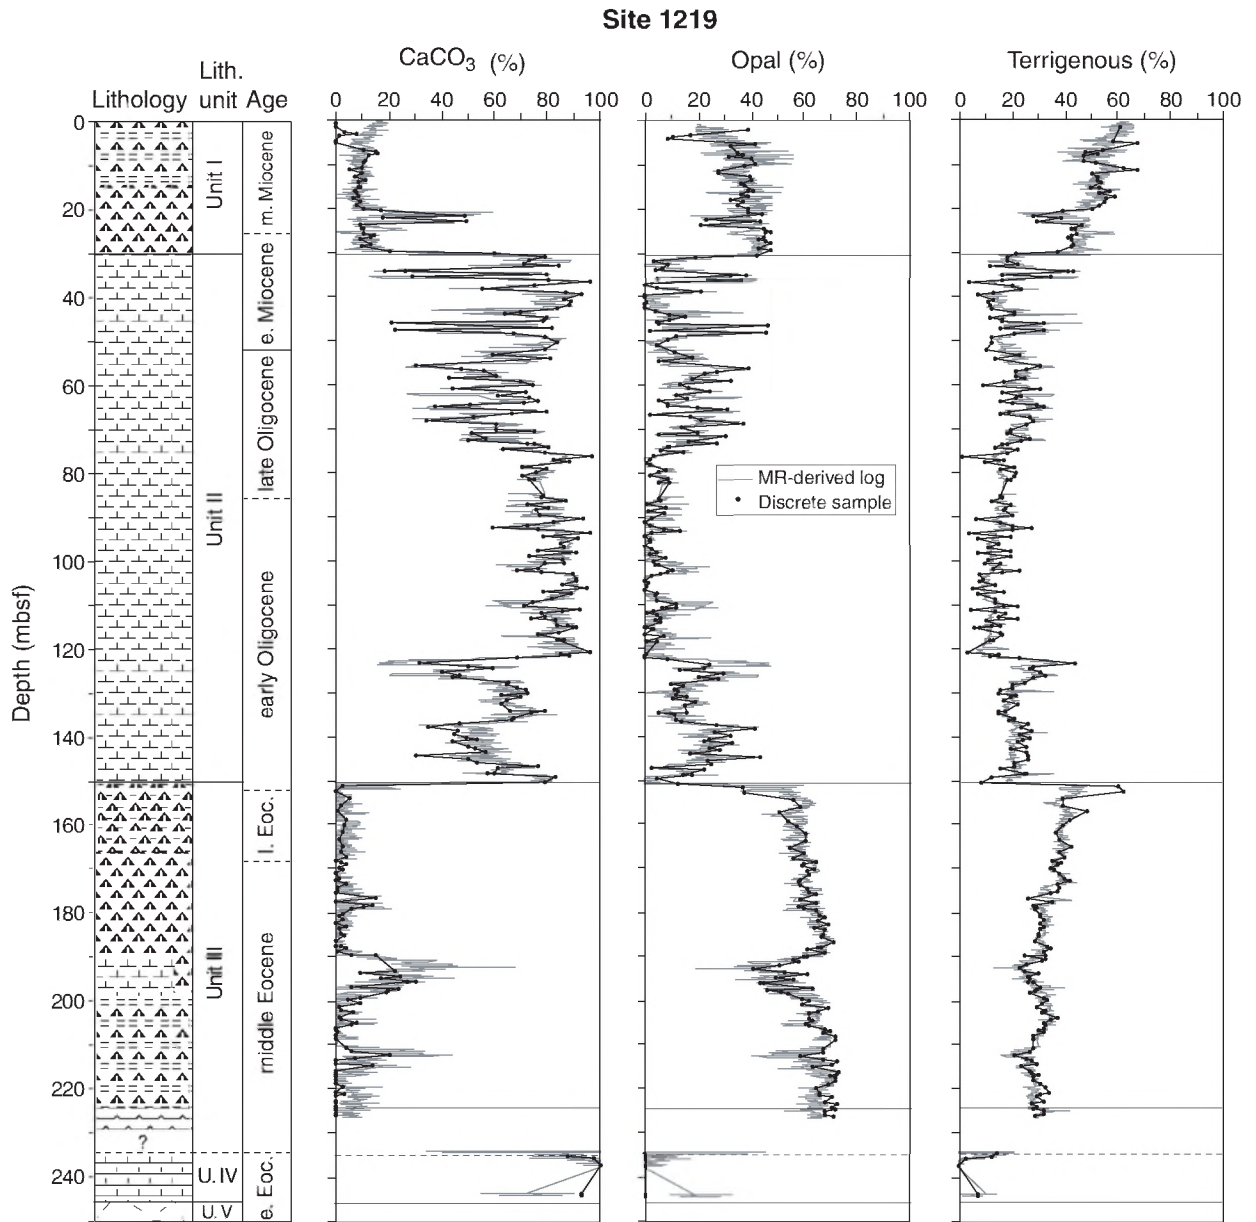 Site 1219
CaCO3 (%)
Opal (%)
Terrigenous (%)
Lithology
Lith. unit
Age
0 20 40 60 80 100
0 20 40 60 80 100
0 20 40 60 80 100
0
20
40
60
80
100
120
140
160
180
200
220
240
Depth (mbsf)
Unit I
Unit II
Unit III
U. IV
U. V
m. Miocene
e. Miocene
late Oligocene
early Oligocene
l. Eoc.
middle Eocene
e. Eoc.
?
MR-derived log
Discrete sample